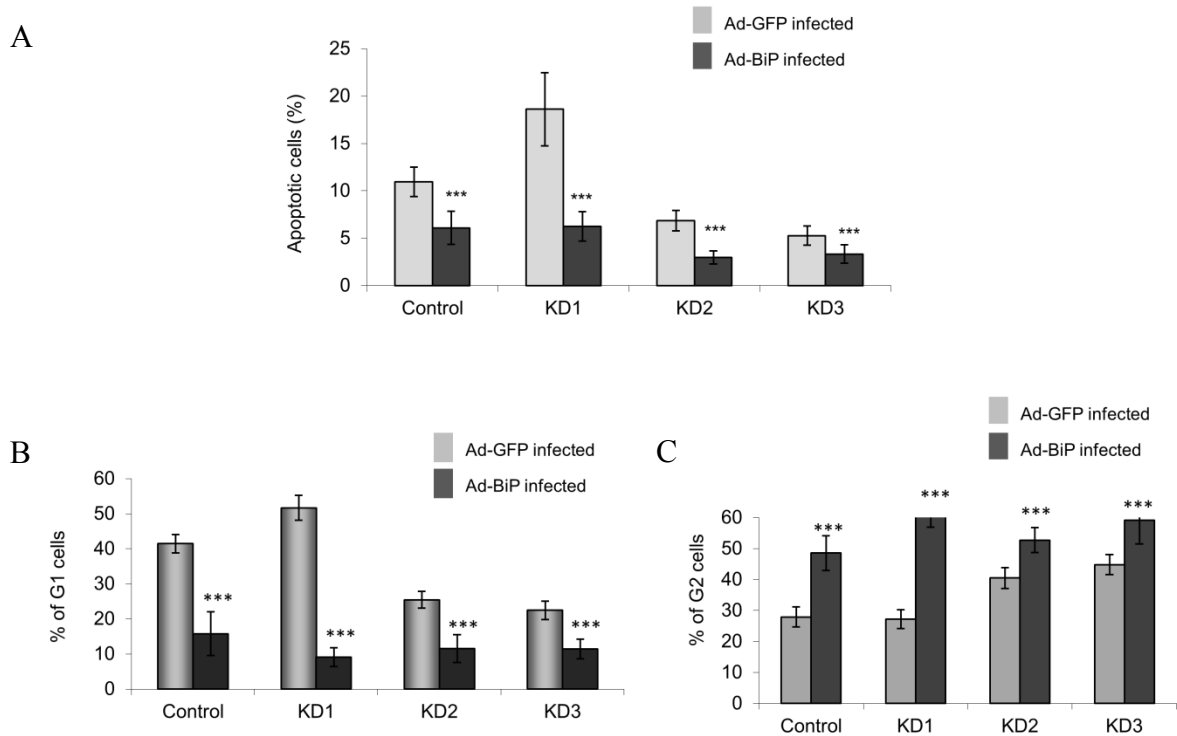 A
Ad-GFP infected
Ad-BiP infected
Apoptotic cells (%)
25
20
15
10
5
0
***
***
***
***
Control KD1 KD2 KD3
B
Ad-GFP infected
Ad-BiP infected
% of G1 cells
60
50
40
30
20
10
0
***
***
***
***
Control KD1 KD2 KD3
C
Ad-GFP infected
Ad-BiP infected
% of G2 cells
60
50
40
30
20
10
0
***
***
***
***
Control KD1 KD2 KD3